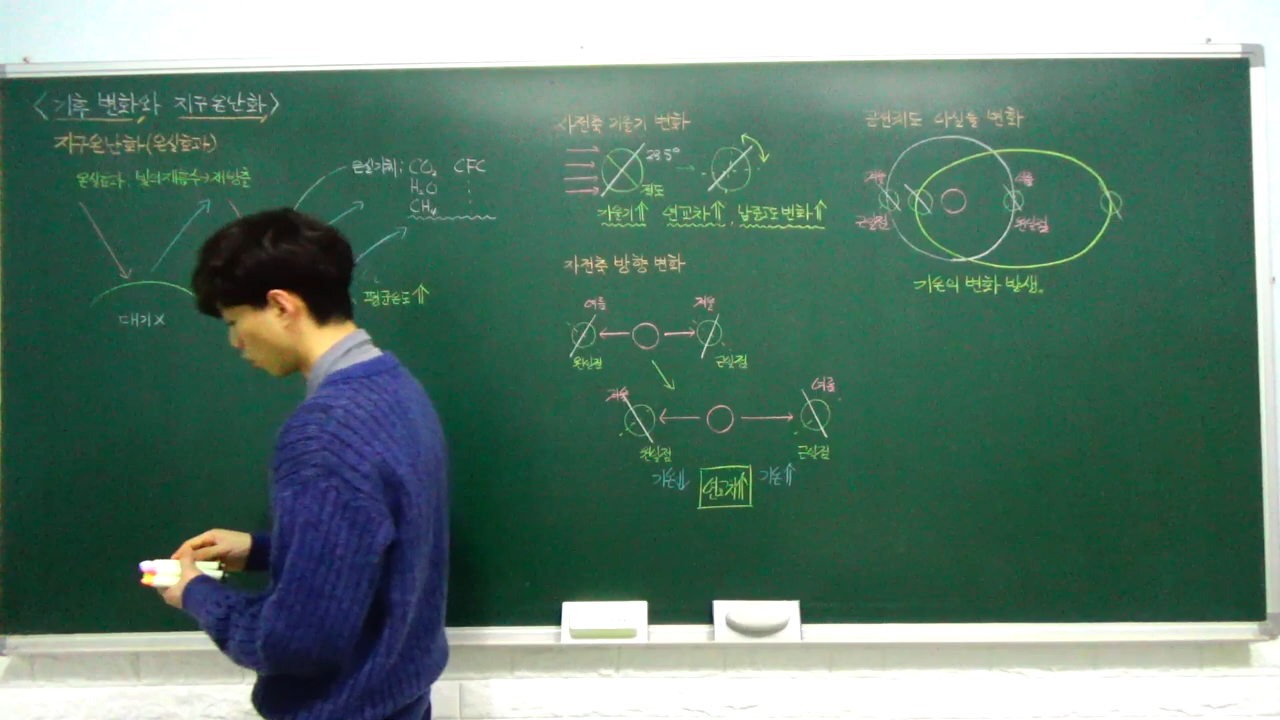 <기후 변화와 지구온난화>
지구온난화(온실효과)
온실효과: 빛의 재흡수→재방출
온실기체: CO₂ CFC
H₂O
CH₄
대기X
평균온도⇑
자전축 기울기 변화
23.5°
적도
기울기⇑ 연교차⇑, 남중고도변화⇑
자전축 방향 변화
여름 겨울
원일점 근일점
겨울 여름
원일점 근일점
기온⇓ 연교차⇑ 기온⇑
공전궤도 이심률 변화
겨울 여름
근일점 원일점
기온의 변화 발생.